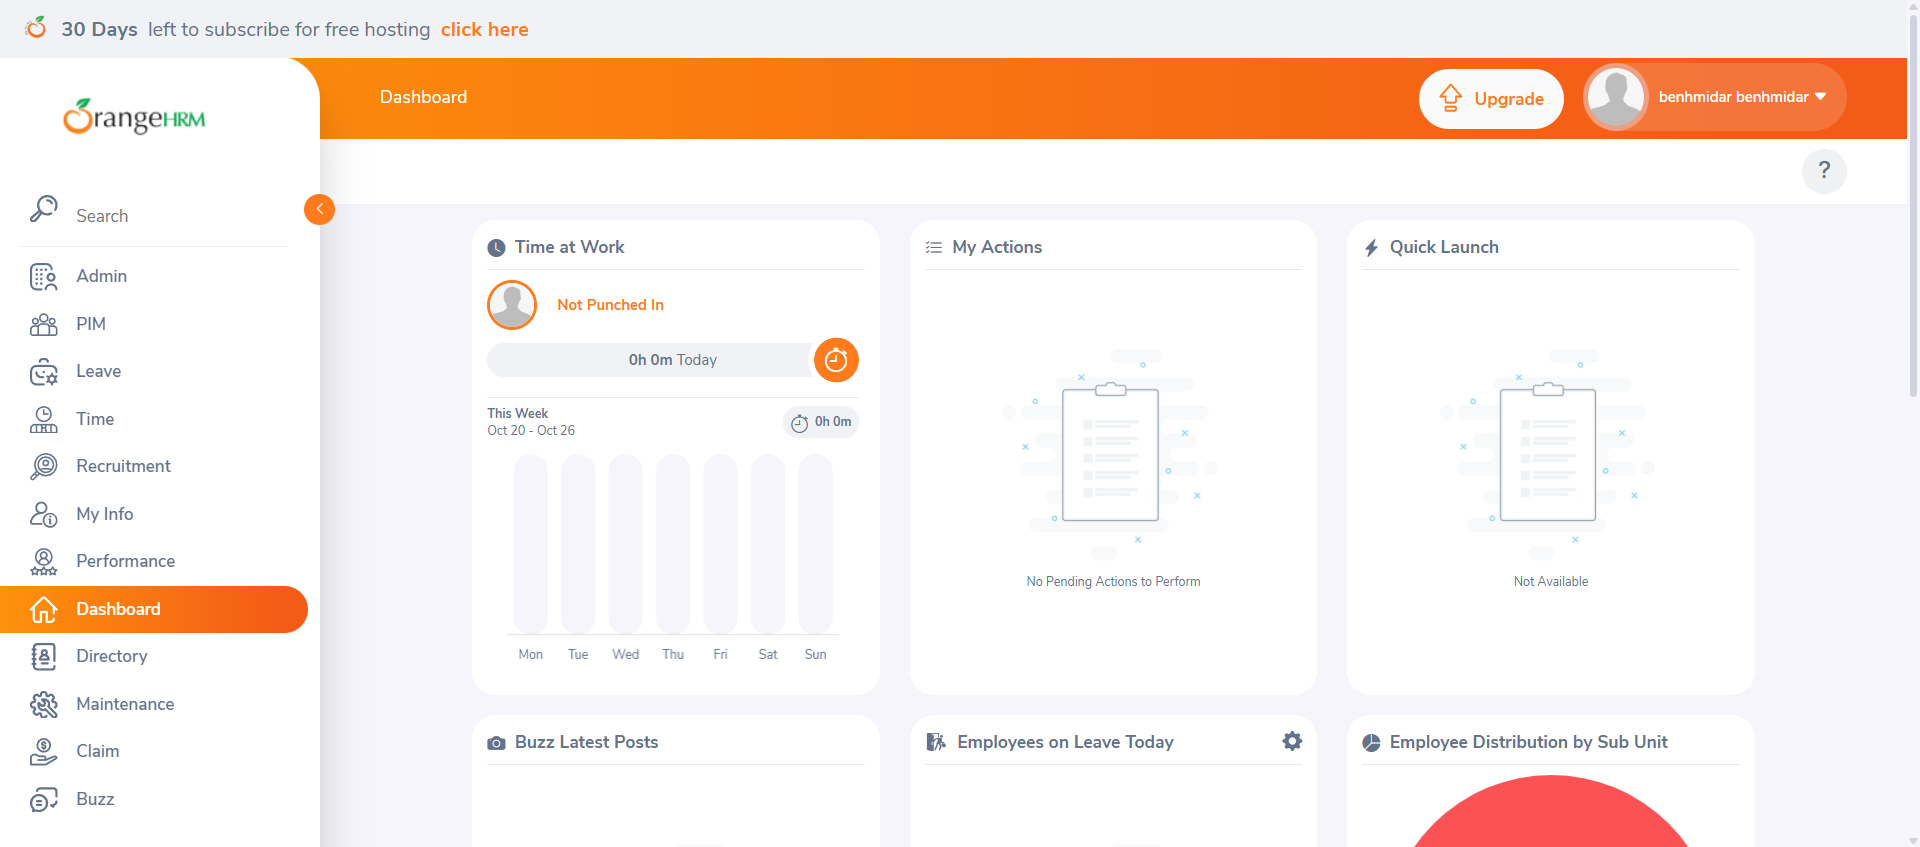 30 Days left to subscribe for free hosting click here
OrangeHRM
Dashboard
Upgrade
benhmidar benhmidar
?
Search
Admin
PIM
Leave
Time
Recruitment
My Info
Performance
Dashboard
Directory
Maintenance
Claim
Buzz
Time at Work
Not Punched In
0h 0m Today
This Week
Oct 20 - Oct 26
0h 0m
Mon Tue Wed Thu Fri Sat Sun
My Actions
No Pending Actions to Perform
Quick Launch
Not Available
Buzz Latest Posts
Employees on Leave Today
Employee Distribution by Sub Unit